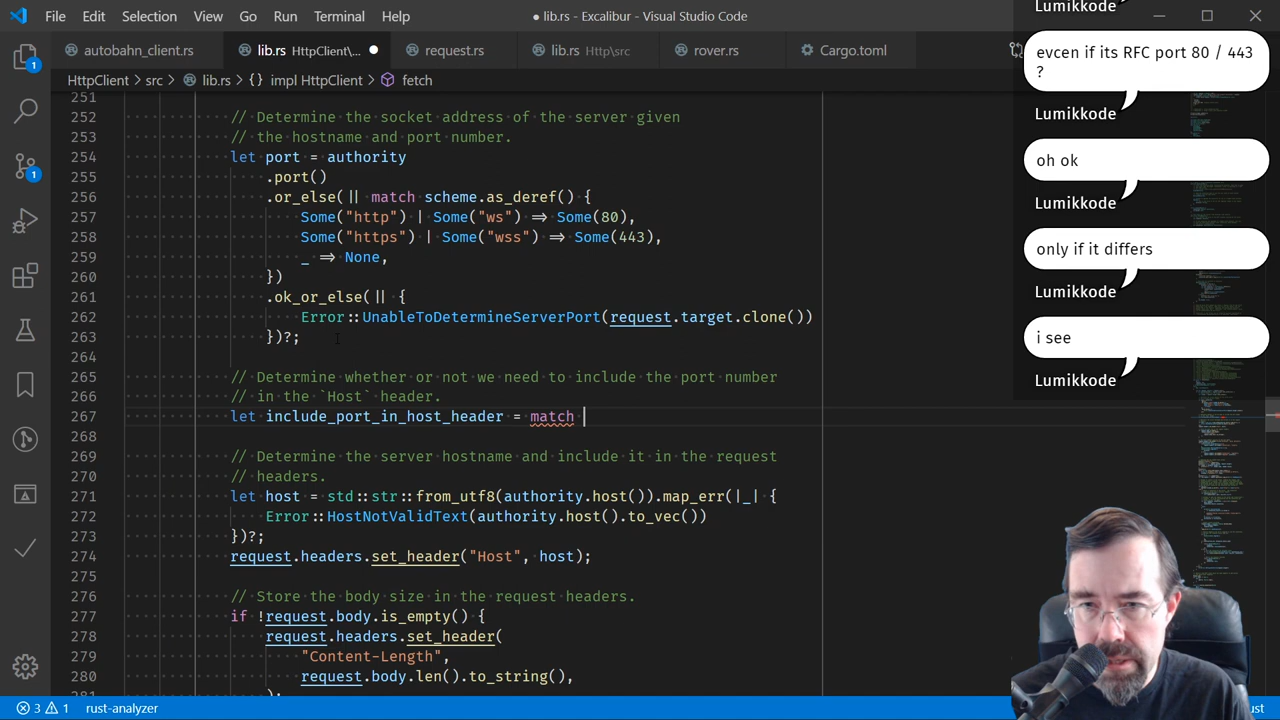 File Edit Selection View Go Run Terminal Help
● lib.rs - Excalibur - Visual Studio Code
autobahn_client.rs
lib.rs HttpClient\...
request.rs
lib.rs Http\src
rover.rs
Cargo.toml
HttpClient > src > lib.rs > {} impl HttpClient > fetch
251
252 // Determine the socket address of the server given
253 // the hostname and port number.
254 let port = authority
255 .port()
256 .or_else(|| match scheme.as_deref() {
257 Some("http") | Some("ws") => Some(80),
258 Some("https") | Some("wss") => Some(443),
259 _ => None,
260 })
261 .ok_or_else(|| {
262 Error::UnableToDetermineServerPort(request.target.clone())
263 })?;
264
265 // Determine whether or not we need to include the port number
266 // in the `Host` header.
267 let include_port_in_host_header = match
268
269 // Determine the server hostname and include it in the request
270 // headers.
271 let host = std::str::from_utf8(authority.host()).map_err(|_| {
272 Error::HostNotValidText(authority.host().to_vec())
273 })?;
274 request.headers.set_header("Host", host);
275
276 // Store the body size in the request headers.
277 if !request.body.is_empty() {
278 request.headers.set_header(
279 "Content-Length",
280 request.body.len().to_string(),
281 );
Lumikkode
evcen if its RFC port 80 / 443
?
Lumikkode
oh ok
Lumikkode
only if it differs
Lumikkode
i see
Lumikkode
1
1
3 1 rust-analyzer